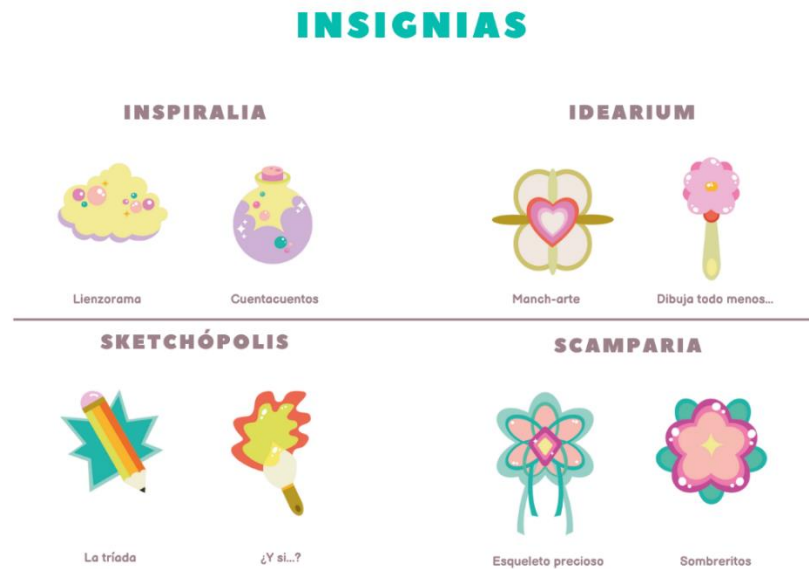 INSIGNIAS
INSPIRALIA
IDEARIUM
Lienzorama
Cuentacuentos
Manch-arte
Dibuja todo menos...
SKETCHÓPOLIS
SCAMPARIA
La tríada
¿Y si...?
Esqueleto precioso
Sombreritos